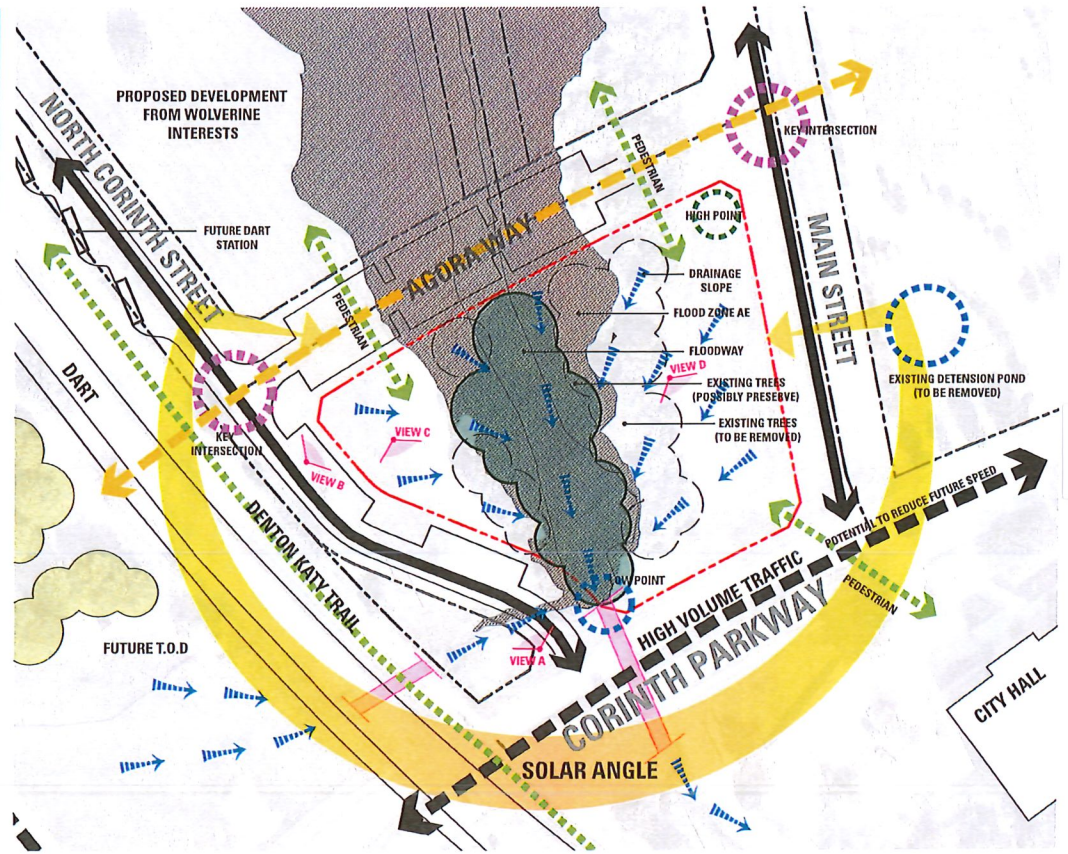 PROPOSED DEVELOPMENT
FROM WOLVERINE
INTERESTS
NORTH CORINTH STREET
KEY INTERSECTION
PEDESTRIAN
HIGH POINT
FUTURE DART
STATION
AGORA WAY
MAIN STREET
DRAINAGE
SLOPE
FLOOD ZONE AE
PEDESTRIAN
FLOODWAY
VIEW D
EXISTING TREES
(POSSIBLY PRESERVE)
EXISTING DETENSION POND
(TO BE REMOVED)
DART
EXISTING TREES
(TO BE REMOVED)
VIEW C
KEY
INTERSECTION
VIEW B
DENTON KATY TRAIL
POTENTIAL TO REDUCE FUTURE SPEED
HIGH VOLUME TRAFFIC
PEDESTRIAN
OW POINT
CORINTH PARKWAY
VIEW A
FUTURE T.O.D
CITY HALL
SOLAR ANGLE